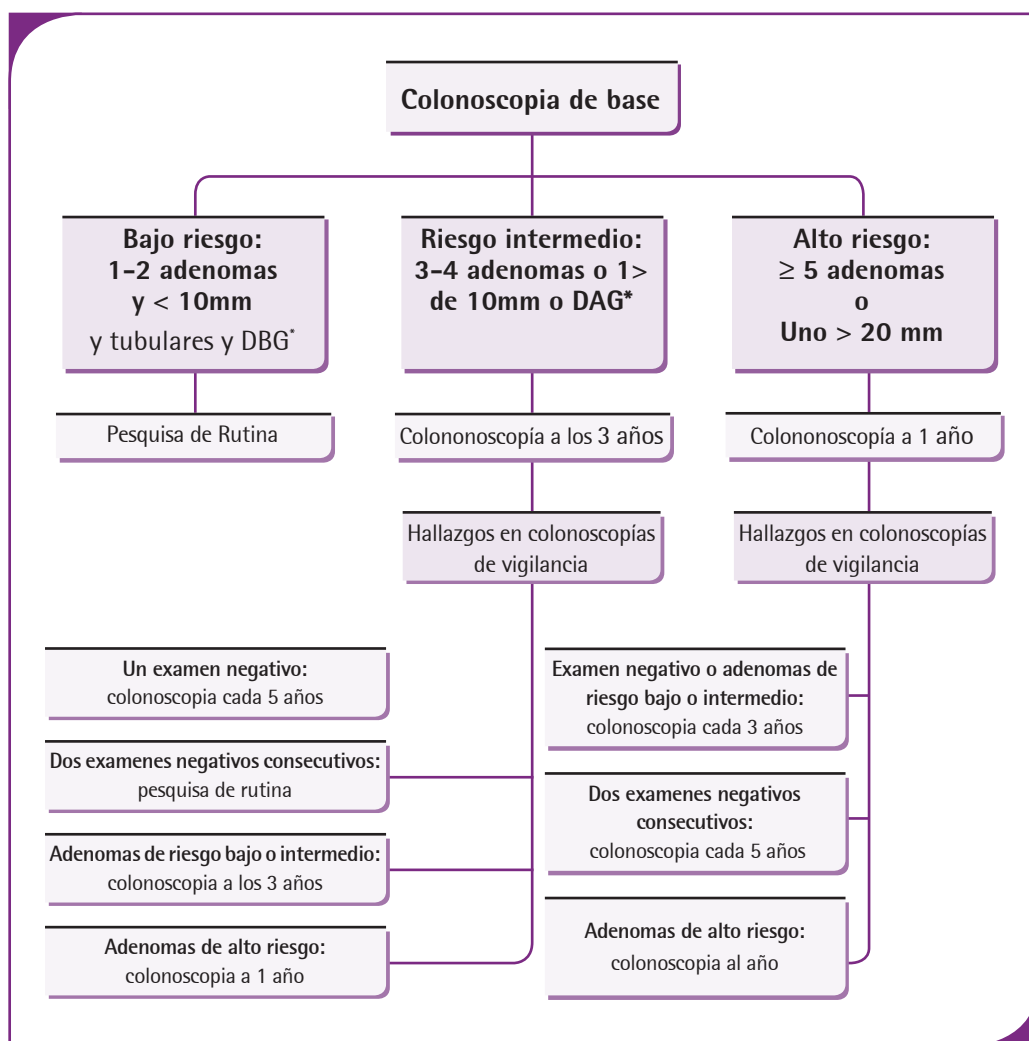 Colonoscopia de base
Bajo riesgo:
1-2 adenomas
y < 10mm
y tubulares y DBG*
Riesgo intermedio:
3-4 adenomas o 1>
de 10mm o DAG*
Alto riesgo:
≥ 5 adenomas
o
Uno > 20 mm
Pesquisa de Rutina
Colononoscopía a los 3 años
Colononoscopía a 1 año
Hallazgos en colonoscopías
de vigilancia
Hallazgos en colonoscopías
de vigilancia
Un examen negativo:
colonoscopia cada 5 años
Dos examenes negativos consecutivos:
pesquisa de rutina
Adenomas de riesgo bajo o intermedio:
colonoscopia a los 3 años
Adenomas de alto riesgo:
colonoscopia a 1 año
Examen negativo o adenomas de
riesgo bajo o intermedio:
colonoscopia cada 3 años
Dos examenes negativos
consecutivos:
colonoscopia cada 5 años
Adenomas de alto riesgo:
colonoscopia al año